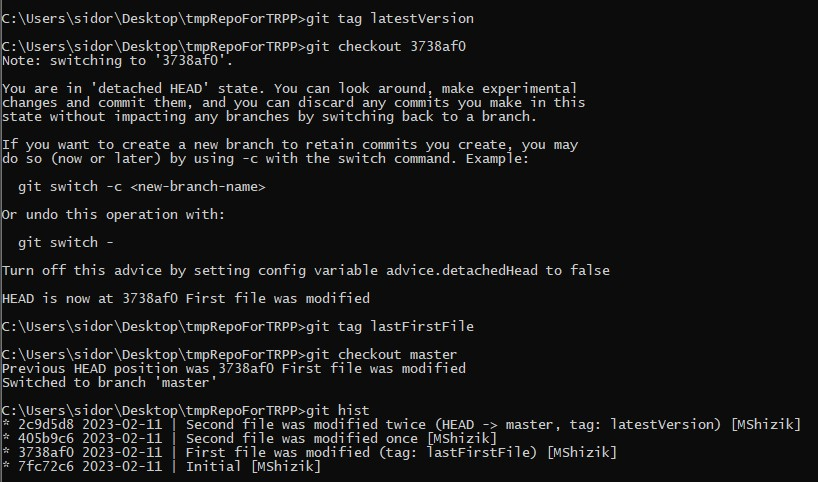 C:\Users\sidor\Desktop\tmpRepoForTRPP>git tag latestVersion
C:\Users\sidor\Desktop\tmpRepoForTRPP>git checkout 3738af0
Note: switching to '3738af0'.
You are in 'detached HEAD' state. You can look around, make experimental
changes and commit them, and you can discard any commits you make in this
state without impacting any branches by switching back to a branch.
If you want to create a new branch to retain commits you create, you may
do so (now or later) by using -c with the switch command. Example:
git switch -c <new-branch-name>
Or undo this operation with:
git switch -
Turn off this advice by setting config variable advice.detachedHead to false
HEAD is now at 3738af0 First file was modified
C:\Users\sidor\Desktop\tmpRepoForTRPP>git tag lastFirstFile
C:\Users\sidor\Desktop\tmpRepoForTRPP>git checkout master
Previous HEAD position was 3738af0 First file was modified
Switched to branch 'master'
C:\Users\sidor\Desktop\tmpRepoForTRPP>git hist
* 2c9d5d8 2023-02-11 | Second file was modified twice (HEAD -> master, tag: latestVersion) [MShizik]
* 405b9c6 2023-02-11 | Second file was modified once [MShizik]
* 3738af0 2023-02-11 | First file was modified (tag: lastFirstFile) [MShizik]
* 7fc72c6 2023-02-11 | Initial [MShizik]